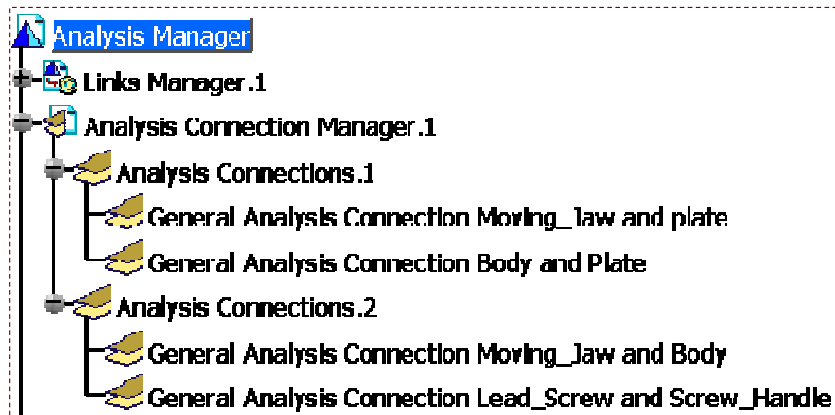 Analysis Manager
Links Manager.1
Analysis Connection Manager.1
Analysis Connections.1
General Analysis Connection Moving_Jaw and plate
General Analysis Connection Body and Plate
Analysis Connections.2
General Analysis Connection Moving_Jaw and Body
General Analysis Connection Lead_Screw and Screw_Handle